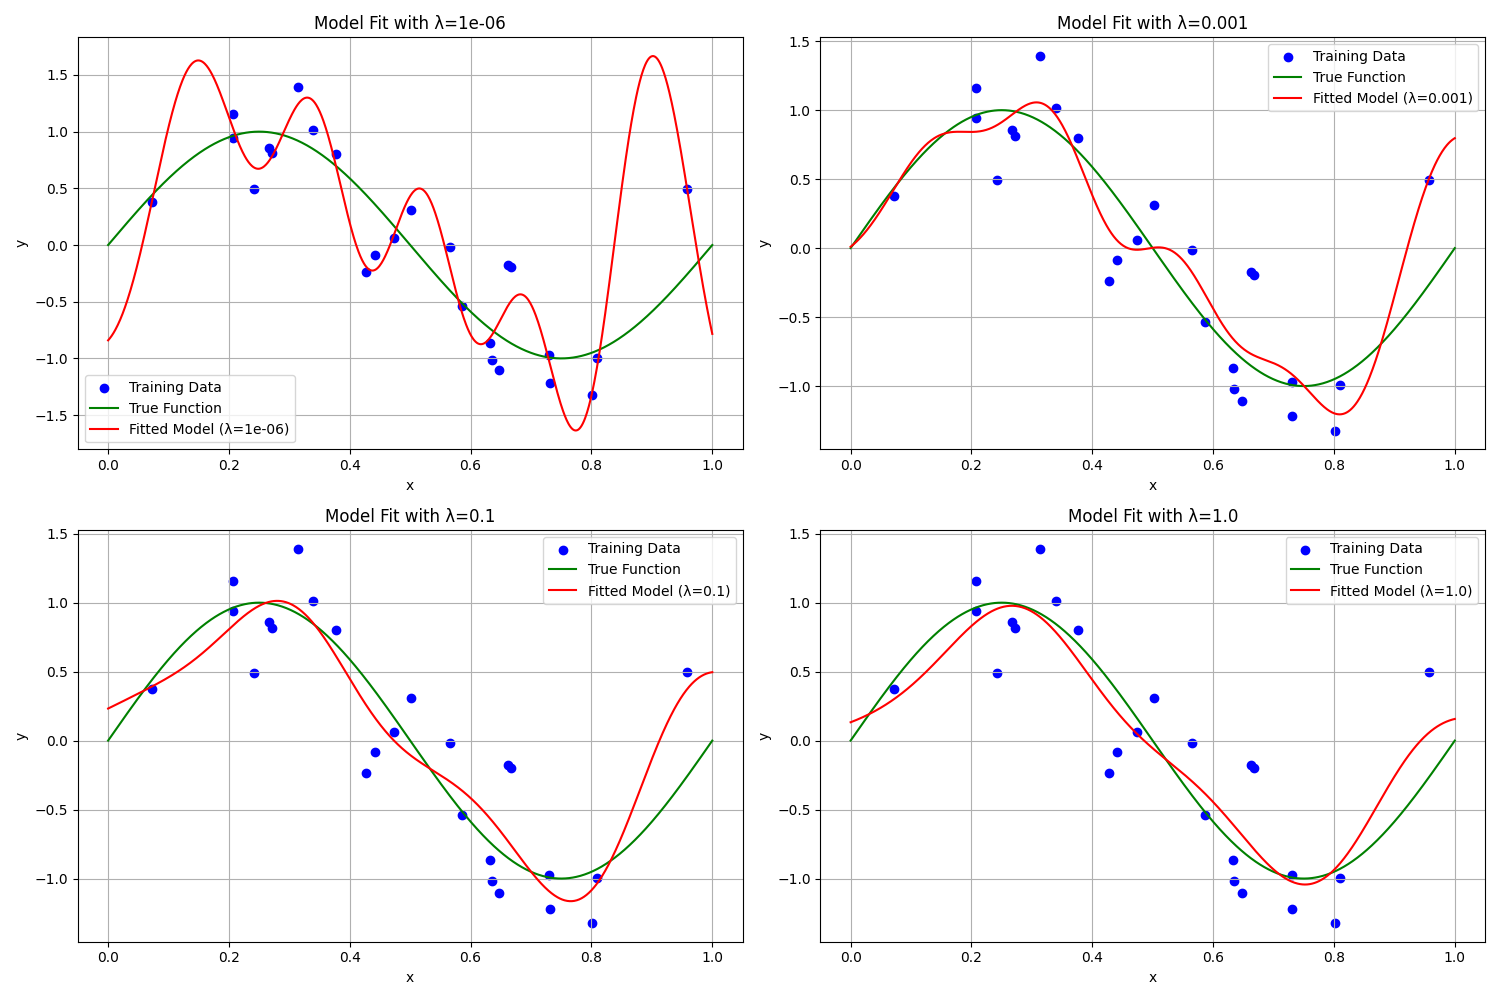 Model Fit with λ=1e-06
1.5
1.0
0.5
0.0
−0.5
−1.0
−1.5
y
0.0 0.2 0.4 0.6 0.8 1.0
x
Training Data
True Function
Fitted Model (λ=1e-06)
Model Fit with λ=0.001
1.5
1.0
0.5
0.0
−0.5
−1.0
y
0.0 0.2 0.4 0.6 0.8 1.0
x
Training Data
True Function
Fitted Model (λ=0.001)
Model Fit with λ=0.1
1.5
1.0
0.5
0.0
−0.5
−1.0
y
0.0 0.2 0.4 0.6 0.8 1.0
x
Training Data
True Function
Fitted Model (λ=0.1)
Model Fit with λ=1.0
1.5
1.0
0.5
0.0
−0.5
−1.0
y
0.0 0.2 0.4 0.6 0.8 1.0
x
Training Data
True Function
Fitted Model (λ=1.0)